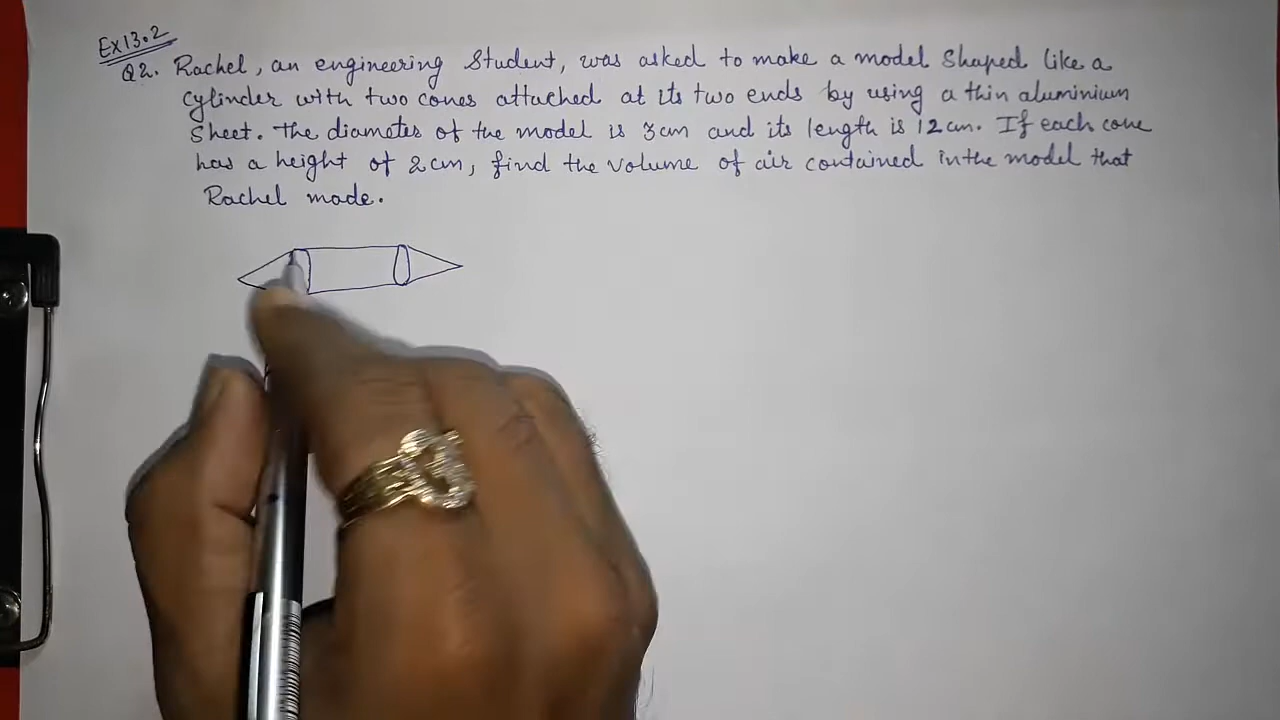 Ex13.2
Q2. Rachel, an engineering Student, was asked to make a model Shaped like a
cylinder with two cones attached at its two ends by using a thin aluminium
Sheet. The diameter of the model is 3cm and its length is 12cm. If each cone
has a height of 2cm, find the volume of air contained in the model that
Rachel made.